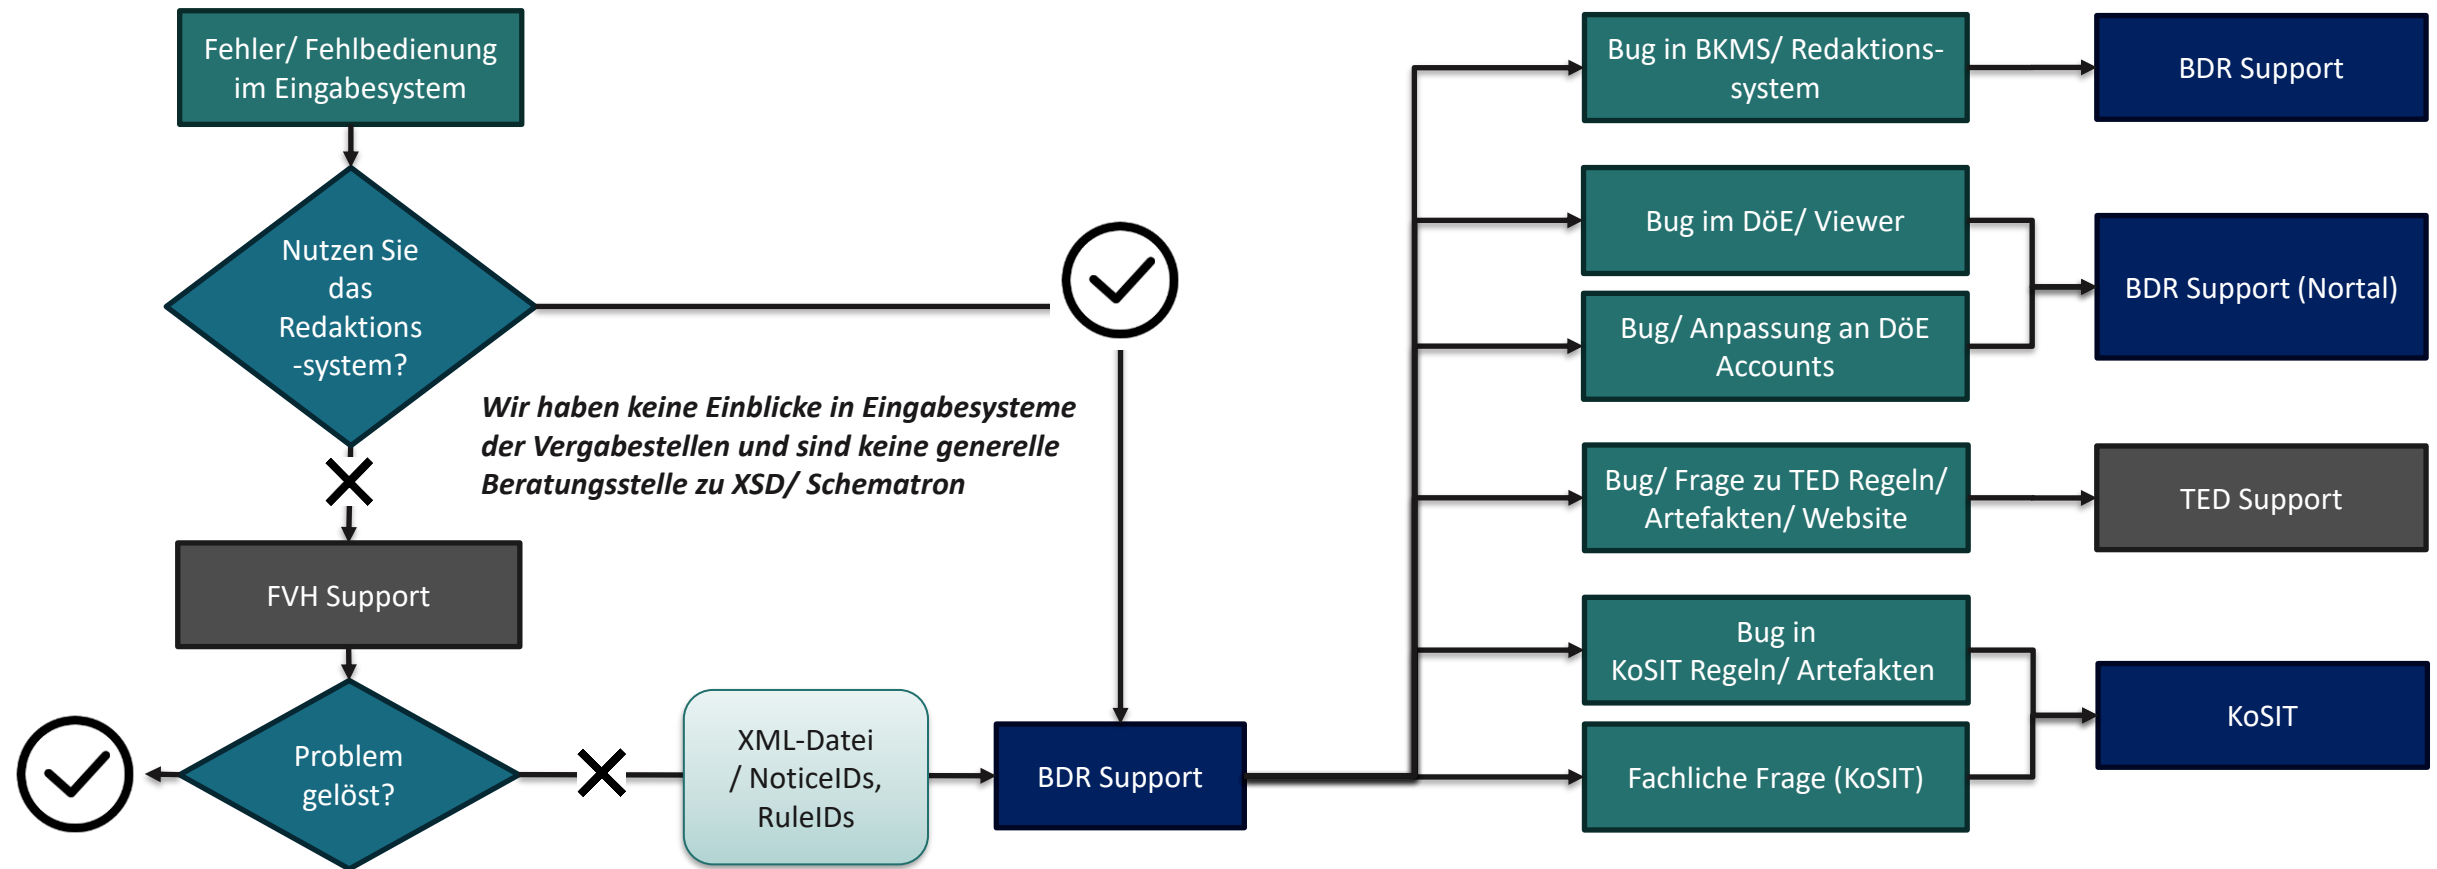 Fehler/ Fehlbedienung
im Eingabesystem
Nutzen Sie
das
Redaktions
-system?
Wir haben keine Einblicke in Eingabesysteme
der Vergabestellen und sind keine generelle
Beratungsstelle zu XSD/ Schematron
FVH Support
Problem
gelöst?
XML-Datei
/ NoticeIDs,
RuleIDs
BDR Support
Bug in BKMS/ Redaktions-
system
BDR Support
Bug im DöE/ Viewer
Bug/ Anpassung an DöE
Accounts
BDR Support (Nortal)
Bug/ Frage zu TED Regeln/
Artefakten/ Website
TED Support
Bug in
KoSIT Regeln/ Artefakten
Fachliche Frage (KoSIT)
KoSIT